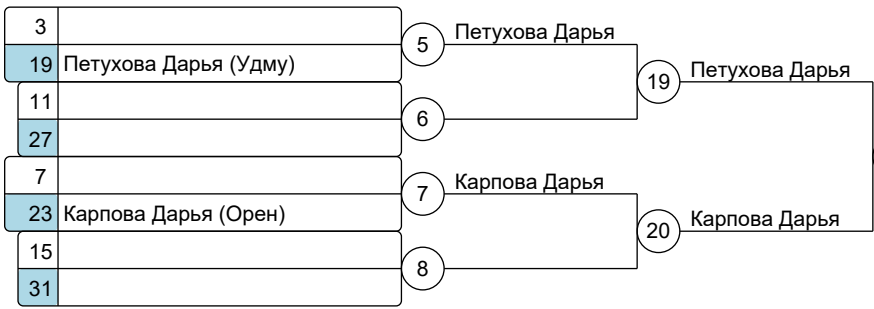 3
19 Петухова Дарья (Удму)
5 Петухова Дарья
11
27
6
19 Петухова Дарья
7
23 Карпова Дарья (Орен)
7 Карпова Дарья
15
31
8
20 Карпова Дарья